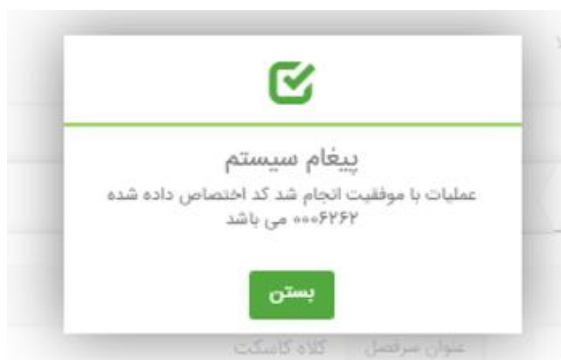 پیغام سیستم
عملیات با موفقیت انجام شد کد اختصاص داده شده
۰۰۰۶۲۶۲ می باشد
بستن
عنوان سرفصل کلاه کاسکت